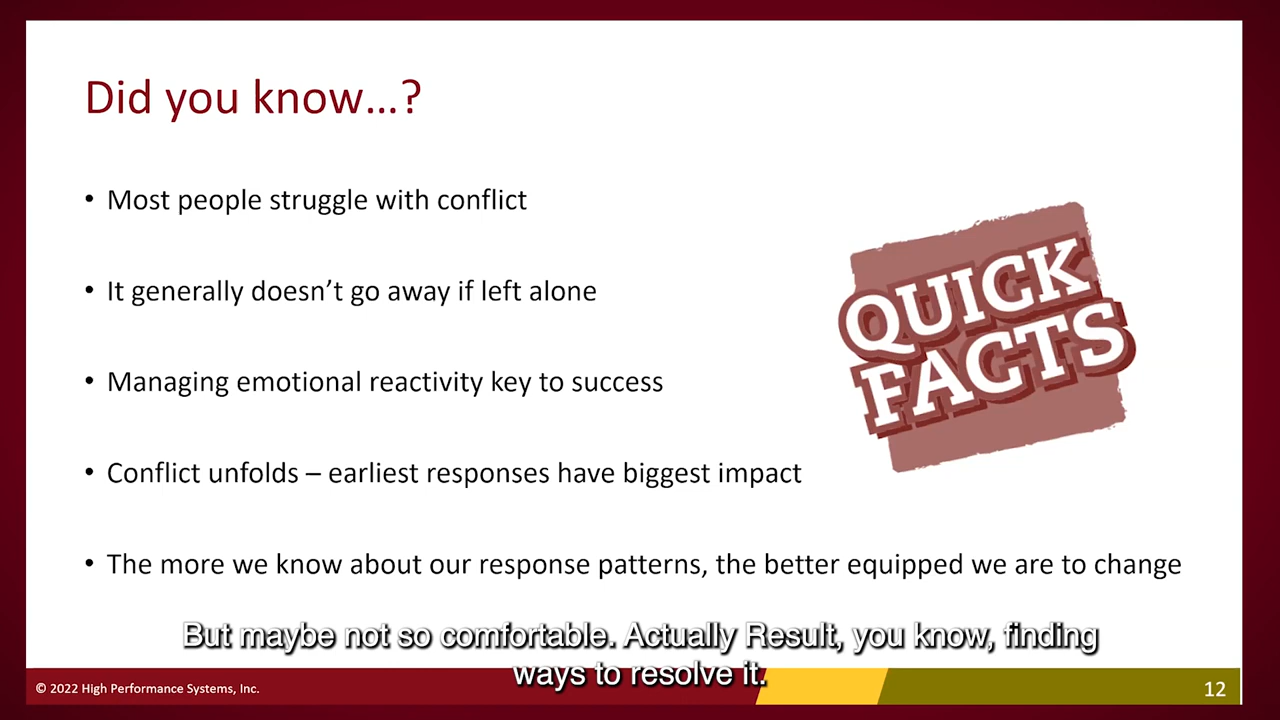 Did you know…?
• Most people struggle with conflict
• It generally doesn’t go away if left alone
• Managing emotional reactivity key to success
• Conflict unfolds – earliest responses have biggest impact
• The more we know about our response patterns, the better equipped we are to change
QUICK
FACTS
But maybe not so comfortable. Actually Result, you know, finding
ways to resolve it.
© 2022 High Performance Systems, Inc.
12